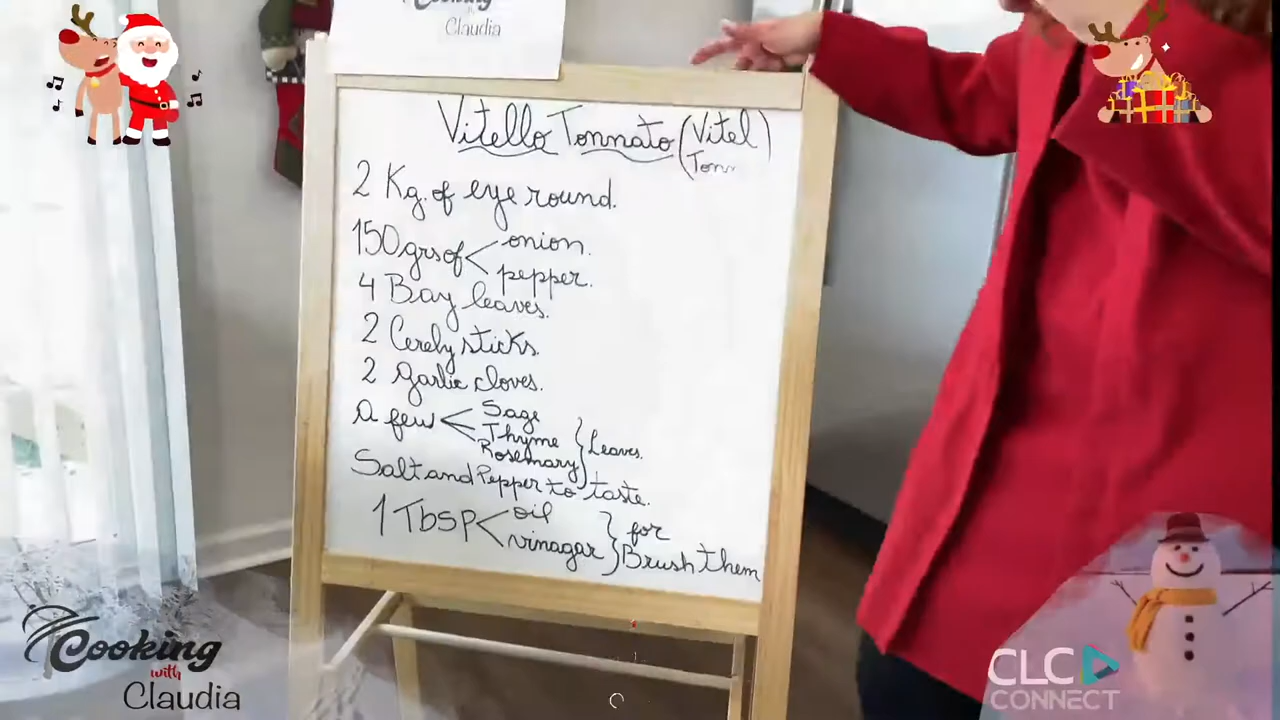 Cooking
Claudia
Vitello Tonnato (Vitel)
(Tonn
2 Kg. of eye round.
150 grs of < onion.
pepper.
4 Bay leaves.
2 Cerely sticks.
2 Garlic cloves.
A few < Sage
Thyme } Leaves.
Rosemary
Salt and Pepper to taste.
1 Tbsp < oil } for
vinagar Brush them
Cooking
with
Claudia
CLC
CONNECT